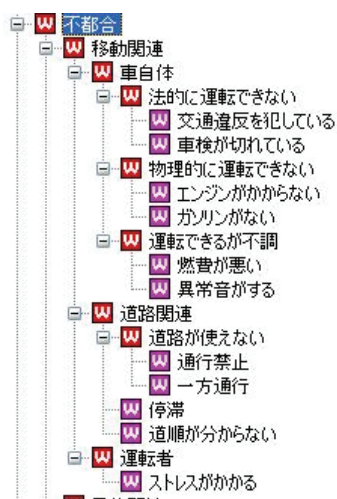 不都合
移動関連
車自体
法的に運転できない
交通違反を犯している
車検が切れている
物理的に運転できない
エンジンがかからない
ガソリンがない
運転できるが不調
燃費が悪い
異常音がする
道路関連
道路が使えない
通行禁止
一方通行
停滞
道順が分からない
運転者
ストレスがかかる